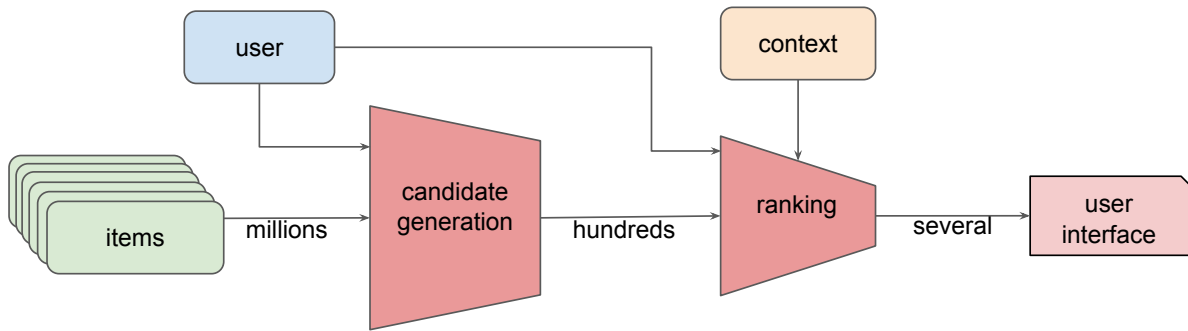 user
context
candidate
generation
ranking
items
millions
hundreds
several
user
interface